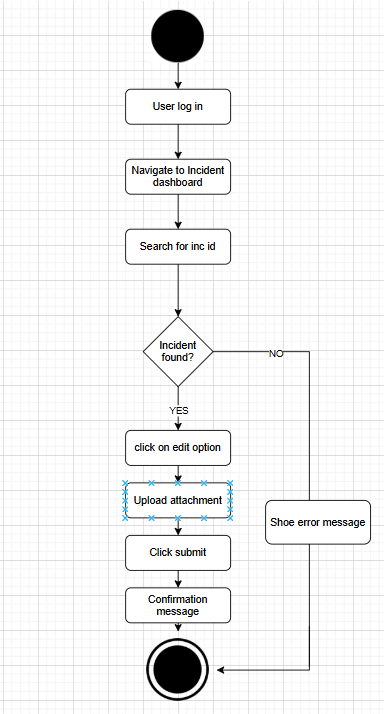 User log in
Navigate to Incident
dashboard
Search for inc id
Incident
found?
NO
YES
click on edit option
Upload attachment
Shoe error message
Click submit
Confirmation
message